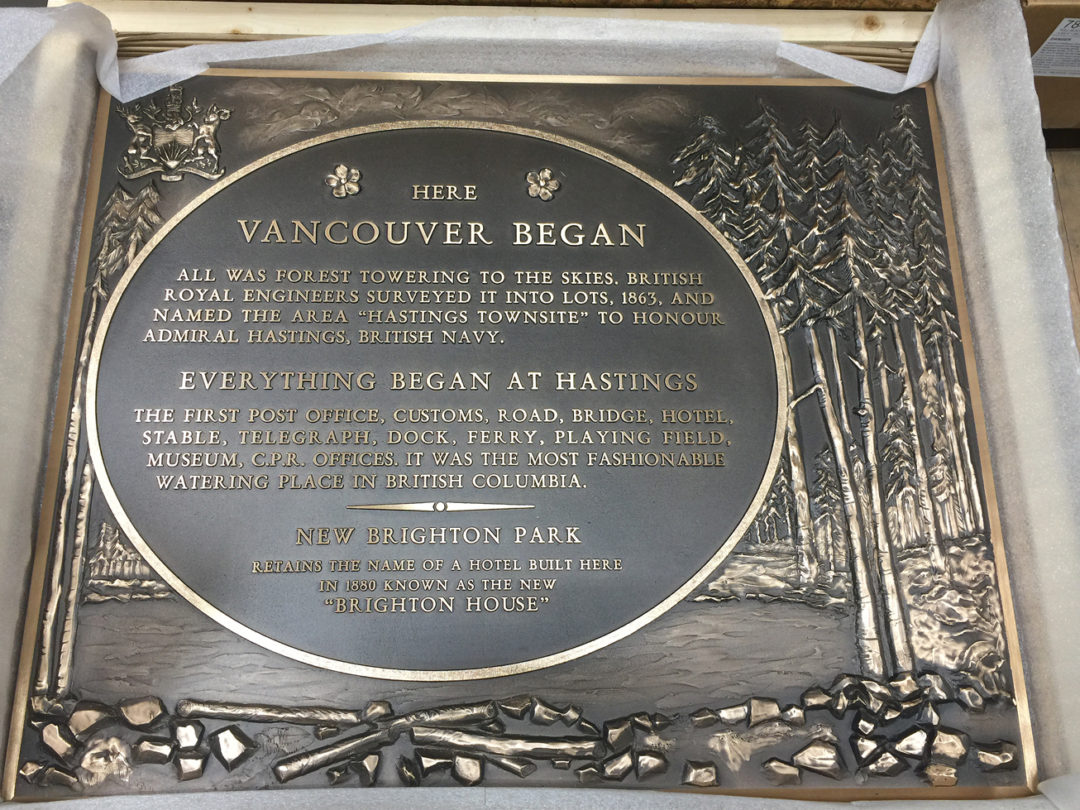 HERE
VANCOUVER BEGAN
ALL WAS FOREST TOWERING TO THE SKIES. BRITISH
ROYAL ENGINEERS SURVEYED IT INTO LOTS, 1863, AND
NAMED THE AREA “HASTINGS TOWNSITE” TO HONOUR
ADMIRAL HASTINGS, BRITISH NAVY.
EVERYTHING BEGAN AT HASTINGS
THE FIRST POST OFFICE, CUSTOMS, ROAD, BRIDGE, HOTEL,
STABLE, TELEGRAPH, DOCK, FERRY, PLAYING FIELD,
MUSEUM, C.P.R. OFFICES. IT WAS THE MOST FASHIONABLE
WATERING PLACE IN BRITISH COLUMBIA.
NEW BRIGHTON PARK
RETAINS THE NAME OF A HOTEL BUILT HERE
IN 1880 KNOWN AS THE NEW
“BRIGHTON HOUSE”